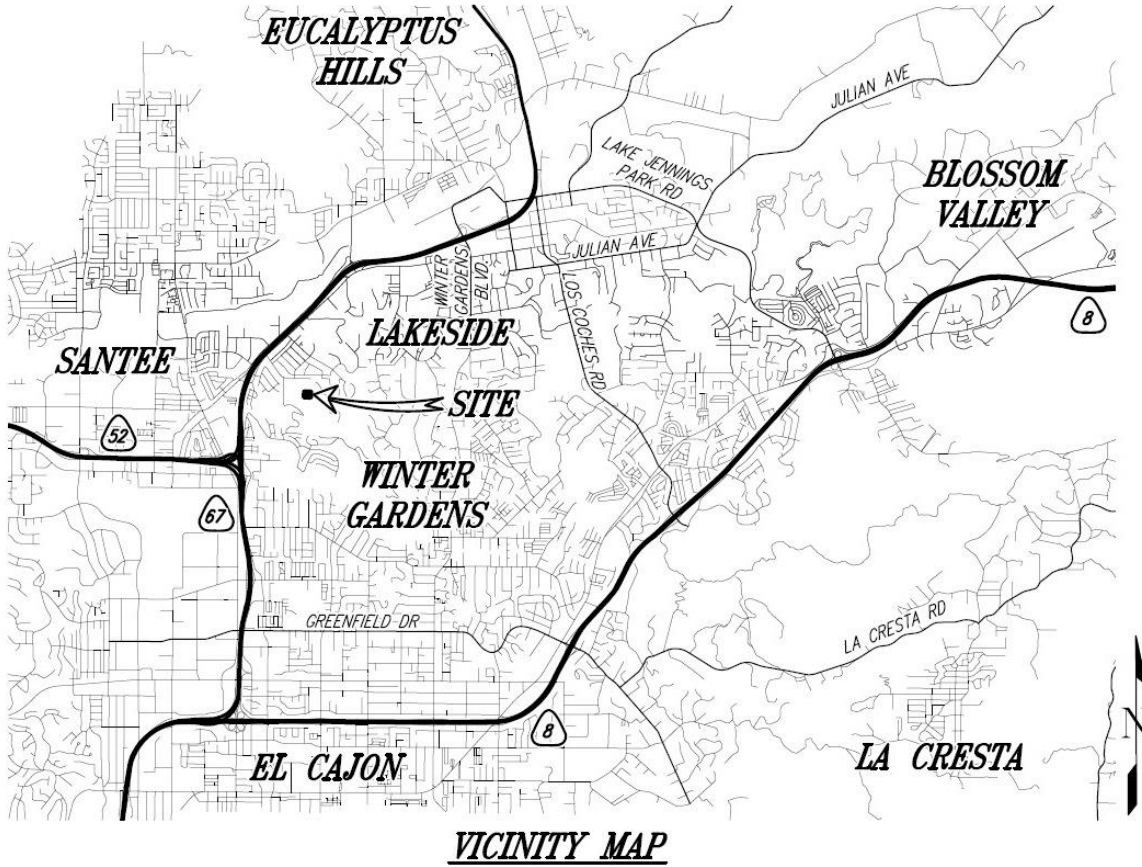 EUCALYPTUS
HILLS
JULIAN AVE
LAKE JENNINGS
PARK RD
BLOSSOM
VALLEY
JULIAN AVE
WINTER
GARDENS
BLVD.
LOS COCHES RD
8
LAKESIDE
SANTEE
SITE
52
WINTER
GARDENS
67
GREENFIELD DR
LA CRESTA RD
8
N
EL CAJON
LA CRESTA
VICINITY MAP